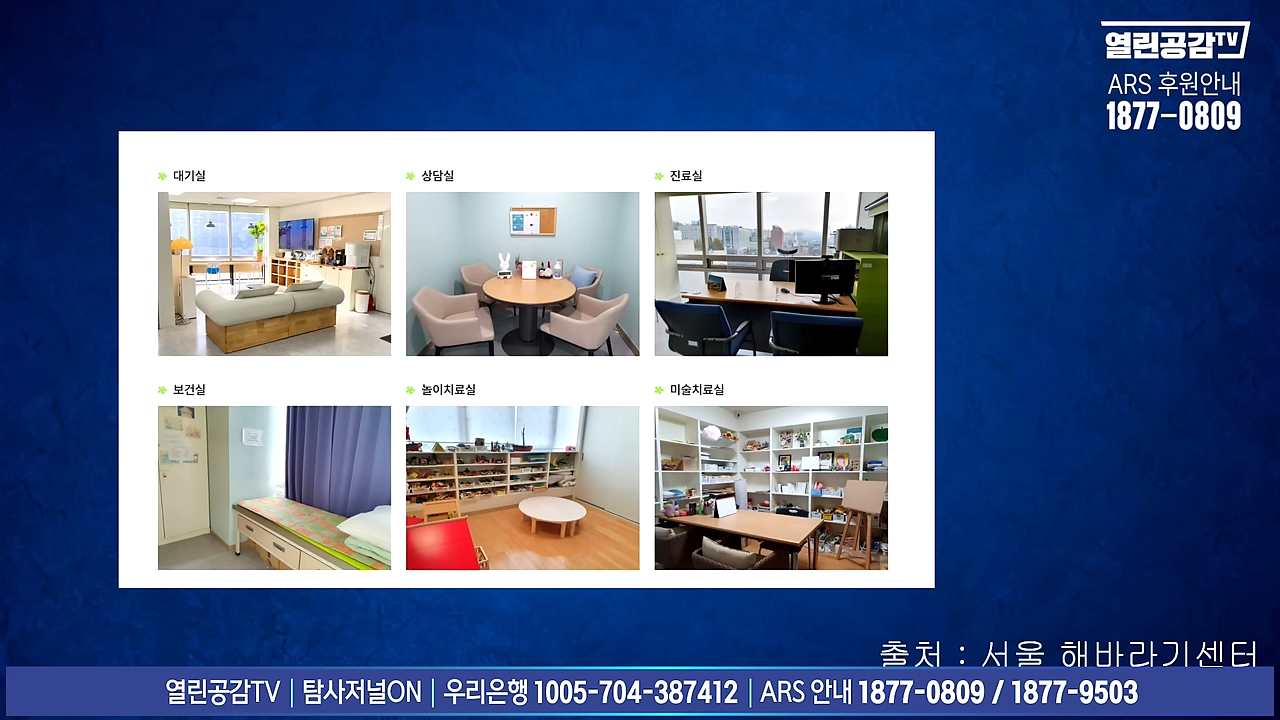 열린공감TV
ARS 후원안내
1877-0809
대기실
상담실
진료실
보건실
놀이치료실
미술치료실
출처 : 서울 해바라기센터
열린공감TV | 탐사저널ON | 우리은행 1005-704-387412 | ARS 안내 1877-0809 / 1877-9503